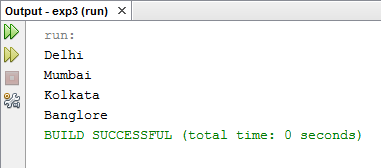 Output - exp3 (run)
run:
Delhi
Mumbai
Kolkata
Banglore
BUILD SUCCESSFUL (total time: 0 seconds)